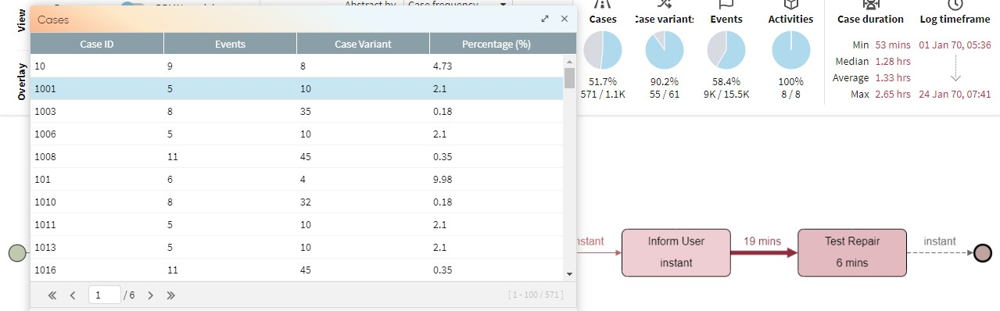 View
Overlay
Abstract by
Case frequency
Cases
Case ID Events Case Variant Percentage (%)
10 9 8 4.73
1001 5 10 2.1
1003 8 35 0.18
1006 5 10 2.1
1008 11 45 0.35
101 6 4 9.98
1010 8 32 0.18
1011 5 10 2.1
1013 5 10 2.1
1016 11 45 0.35
1 / 6
[ 1 - 100 / 571 ]
Cases
51.7%
571 / 1.1K
Case variants
90.2%
55 / 61
Events
58.4%
9K / 15.5K
Activities
100%
8 / 8
Case duration
Min 53 mins
Median 1.28 hrs
Average 1.33 hrs
Max 2.65 hrs
Log timeframe
01 Jan 70, 05:36
24 Jan 70, 07:41
nstant
Inform User
instant
19 mins
Test Repair
6 mins
instant